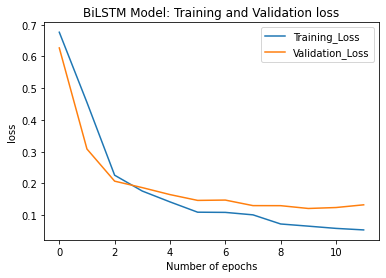 BiLSTM Model: Training and Validation loss
0.7
0.6
0.5
0.4
0.3
0.2
0.1
loss
Training_Loss
Validation_Loss
0 2 4 6 8 10
Number of epochs